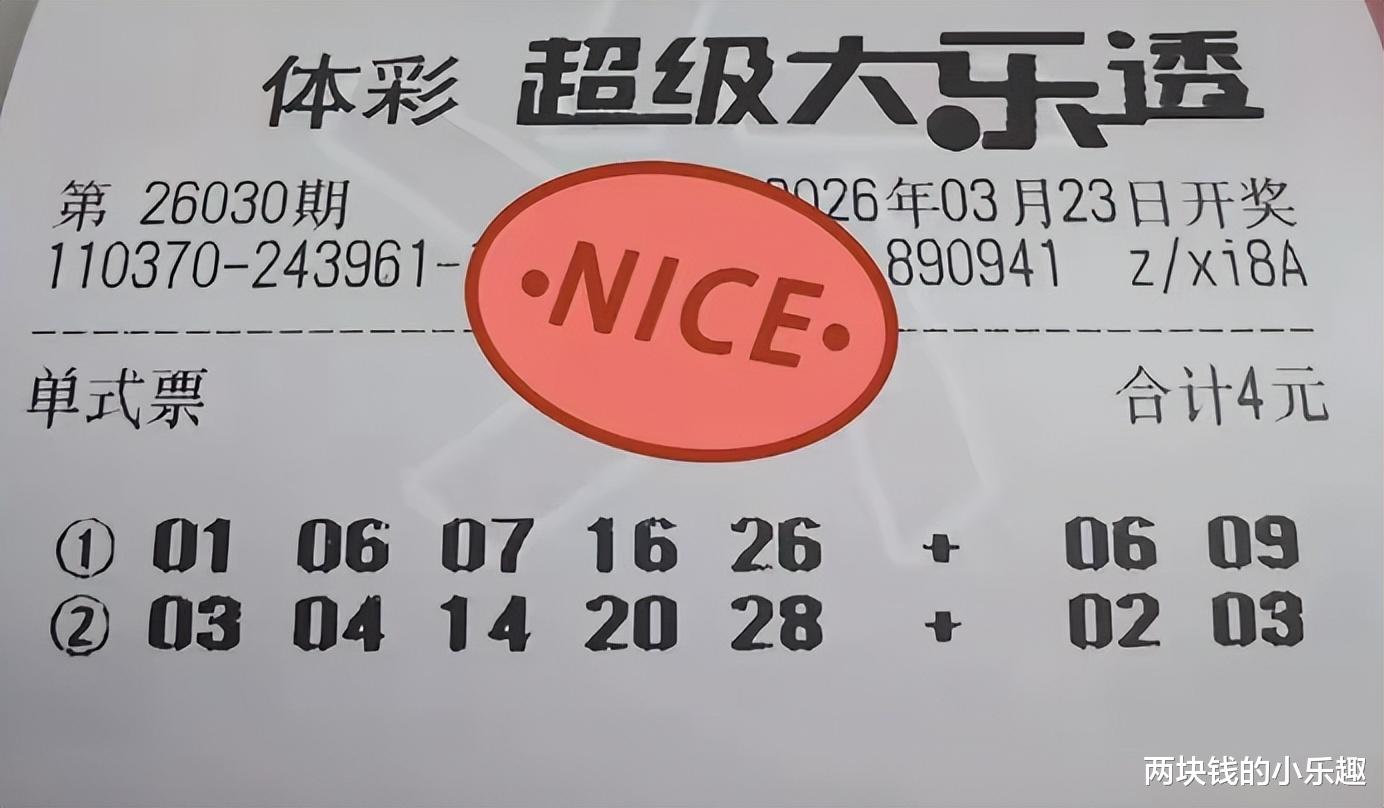 体彩 超级大乐透
第 26030期 026年03月23日开奖
110370-243961- 890941 z/xi8A
·NICE·
单式票 合计4元
① 01 06 07 16 26 + 06 09
② 03 04 14 20 28 + 02 03
两块钱的小乐趣